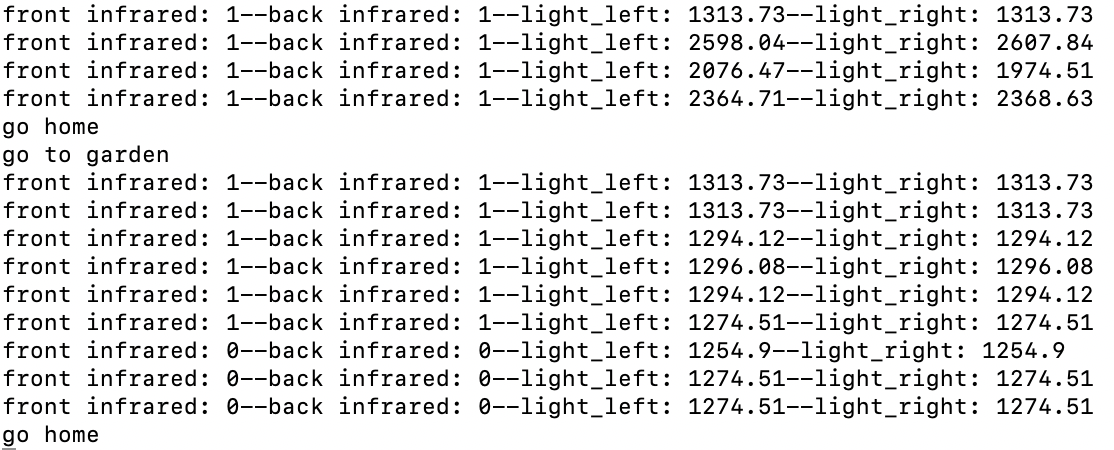 front infrared: 1--back infrared: 1--light_left: 1313.73--light_right: 1313.73
front infrared: 1--back infrared: 1--light_left: 2598.04--light_right: 2607.84
front infrared: 1--back infrared: 1--light_left: 2076.47--light_right: 1974.51
front infrared: 1--back infrared: 1--light_left: 2364.71--light_right: 2368.63
go home
go to garden
front infrared: 1--back infrared: 1--light_left: 1313.73--light_right: 1313.73
front infrared: 1--back infrared: 1--light_left: 1313.73--light_right: 1313.73
front infrared: 1--back infrared: 1--light_left: 1294.12--light_right: 1294.12
front infrared: 1--back infrared: 1--light_left: 1296.08--light_right: 1296.08
front infrared: 1--back infrared: 1--light_left: 1294.12--light_right: 1294.12
front infrared: 1--back infrared: 1--light_left: 1274.51--light_right: 1274.51
front infrared: 0--back infrared: 0--light_left: 1254.9--light_right: 1254.9
front infrared: 0--back infrared: 0--light_left: 1274.51--light_right: 1274.51
front infrared: 0--back infrared: 0--light_left: 1274.51--light_right: 1274.51
go home